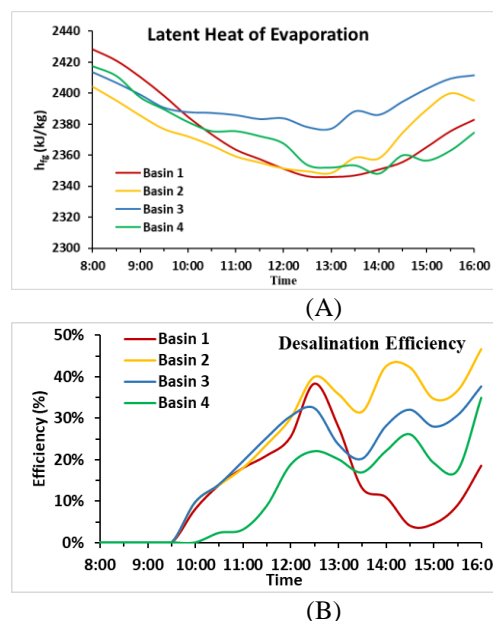 Latent Heat of Evaporation
2440
2420
2400
2380
2360
2340
2320
2300
h_fg (kJ/kg)
Basin 1
Basin 2
Basin 3
Basin 4
8:00 9:00 10:00 11:00 12:00 13:00 14:00 15:00 16:00
Time
(A)
Desalination Efficiency
50%
40%
30%
20%
10%
0%
Efficiency (%)
Basin 1
Basin 2
Basin 3
Basin 4
8:00 9:00 10:00 11:00 12:00 13:00 14:00 15:00 16:0
Time
(B)